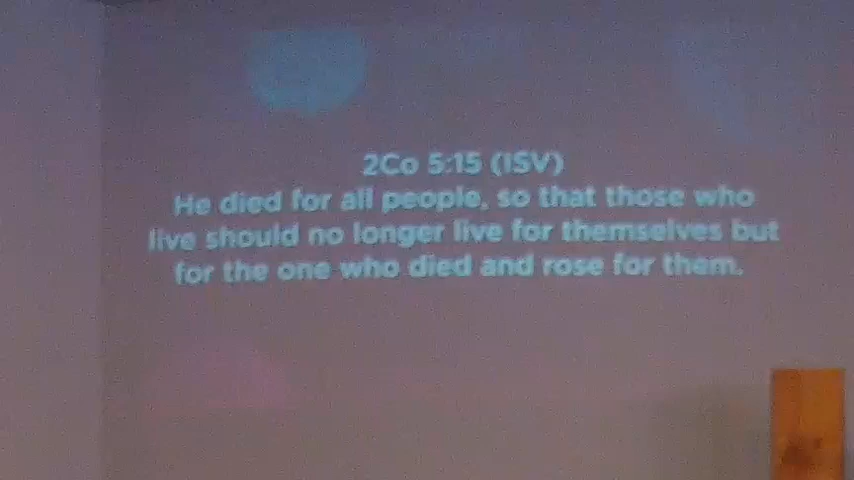 2Co 5:15 (ISV)
He died for all people, so that those who
live should no longer live for themselves but
for the one who died and rose for them.